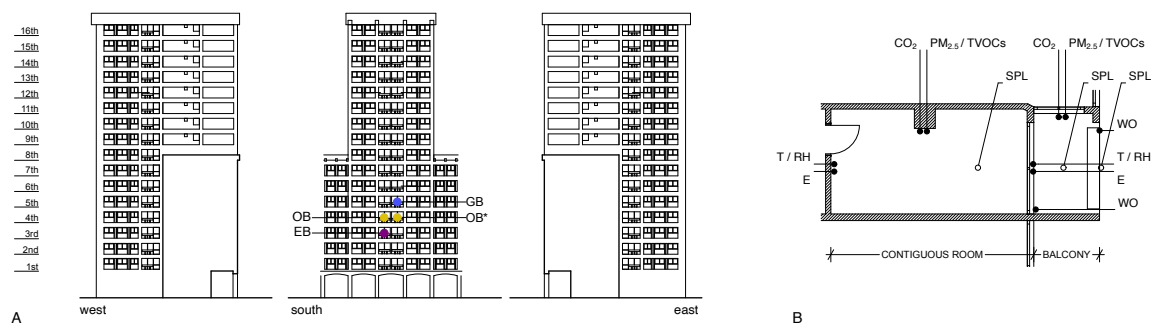 16th
15th
14th
13th
12th
11th
10th
9th
8th
7th
6th
5th
4th
3rd
2nd
1st
GB
OB
OB*
EB
west
south
east
A
CO₂ PM₂.₅ / TVOCs
CO₂ PM₂.₅ / TVOCs
SPL
SPL
SPL
WO
T / RH
T / RH
E
E
WO
CONTIGUOUS ROOM
BALCONY
B